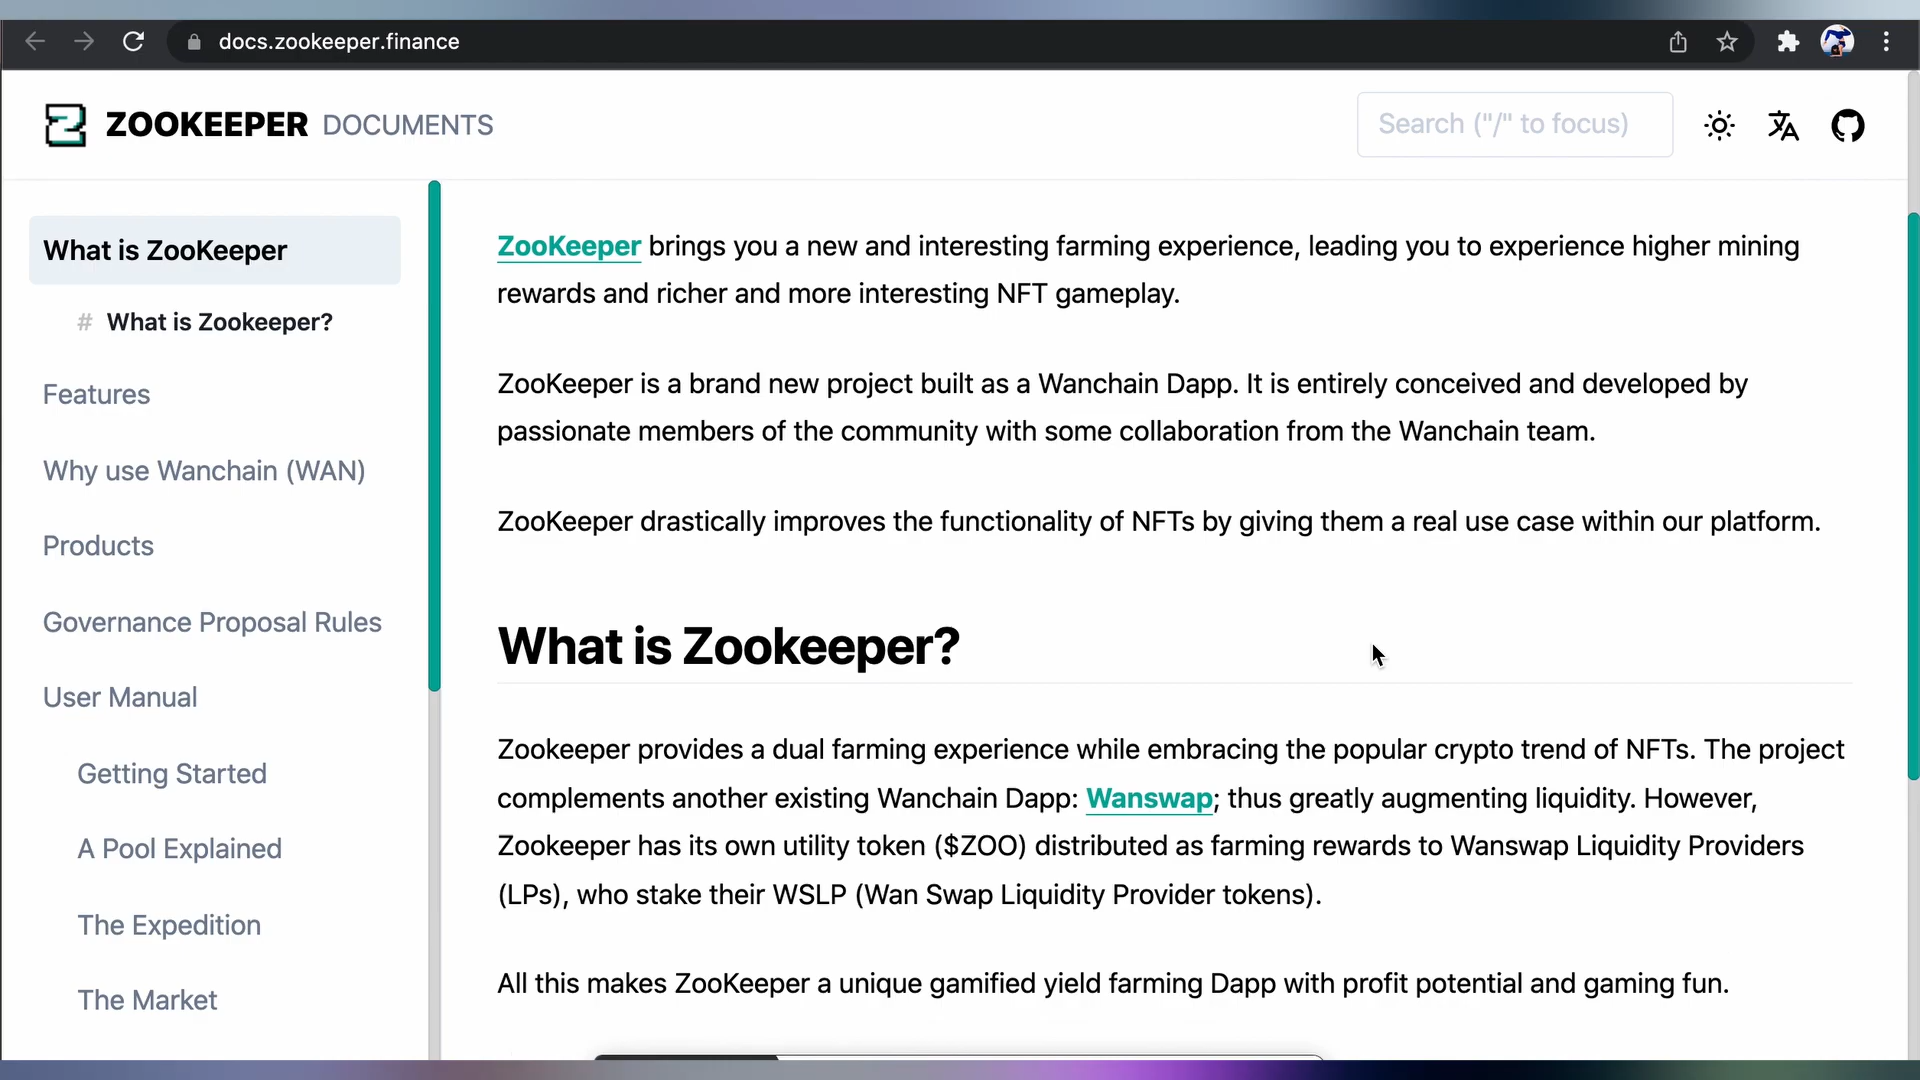 docs.zookeeper.finance
ZOOKEEPER DOCUMENTS
Search ("/" to focus)
What is ZooKeeper
# What is Zookeeper?
Features
Why use Wanchain (WAN)
Products
Governance Proposal Rules
User Manual
Getting Started
A Pool Explained
The Expedition
The Market
ZooKeeper brings you a new and interesting farming experience, leading you to experience higher mining
rewards and richer and more interesting NFT gameplay.
ZooKeeper is a brand new project built as a Wanchain Dapp. It is entirely conceived and developed by
passionate members of the community with some collaboration from the Wanchain team.
ZooKeeper drastically improves the functionality of NFTs by giving them a real use case within our platform.
What is Zookeeper?
Zookeeper provides a dual farming experience while embracing the popular crypto trend of NFTs. The project
complements another existing Wanchain Dapp: Wanswap; thus greatly augmenting liquidity. However,
Zookeeper has its own utility token ($ZOO) distributed as farming rewards to Wanswap Liquidity Providers
(LPs), who stake their WSLP (Wan Swap Liquidity Provider tokens).
All this makes ZooKeeper a unique gamified yield farming Dapp with profit potential and gaming fun.